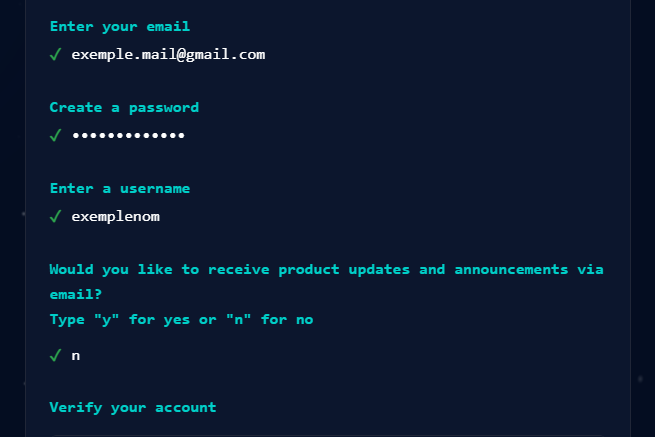 Enter your email
✓ exemple.mail@gmail.com
Create a password
✓ •••••••••••••
Enter a username
✓ exemplenom
Would you like to receive product updates and announcements via
email?
Type "y" for yes or "n" for no
✓ n
Verify your account